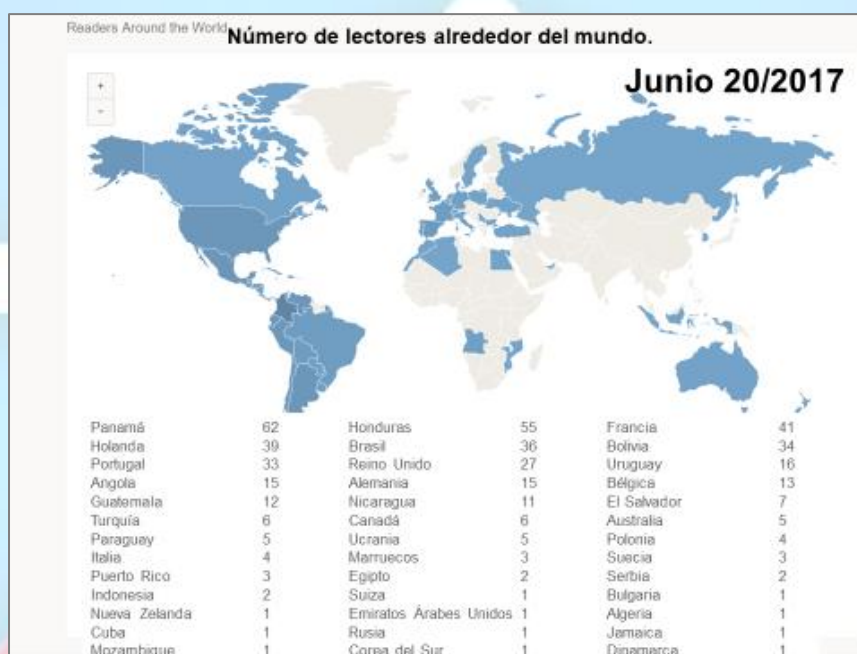 Readers Around the World
Número de lectores alrededor del mundo.
Junio 20/2017
+
-
Panamá 62 Honduras 55 Francia 41
Holanda 39 Brasil 36 Bolivia 34
Portugal 33 Reino Unido 27 Uruguay 16
Angola 15 Alemania 15 Bélgica 13
Guatemala 12 Nicaragua 11 El Salvador 7
Turquía 6 Canadá 6 Australia 5
Paraguay 5 Ucrania 5 Polonia 4
Italia 4 Marruecos 3 Suecia 3
Puerto Rico 3 Egipto 2 Serbia 2
Indonesia 2 Suiza 1 Bulgaria 1
Nueva Zelanda 1 Emiratos Árabes Unidos 1 Algeria 1
Cuba 1 Rusia 1 Jamaica 1
Mozambique 1 Corea del Sur 1 Dinamarca 1